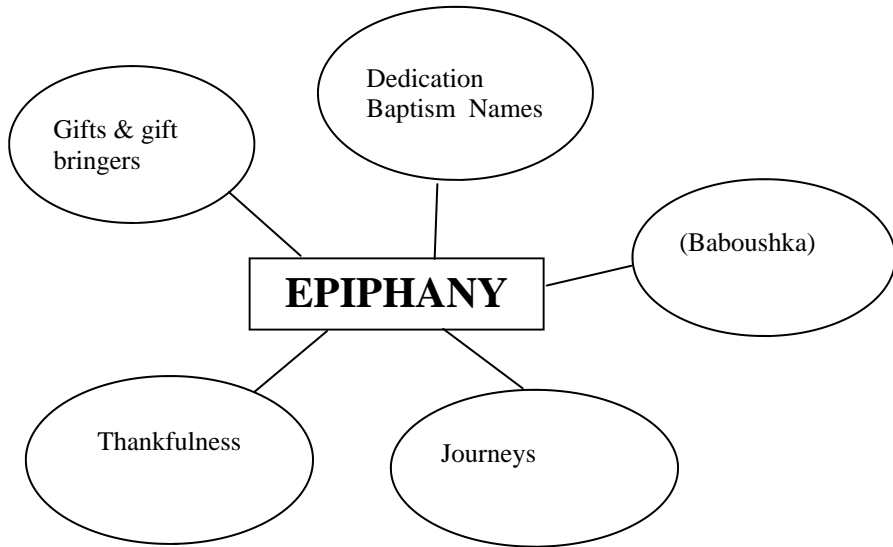 Dedication
Baptism Names
Gifts & gift
bringers
(Baboushka)
EPIPHANY
Thankfulness
Journeys